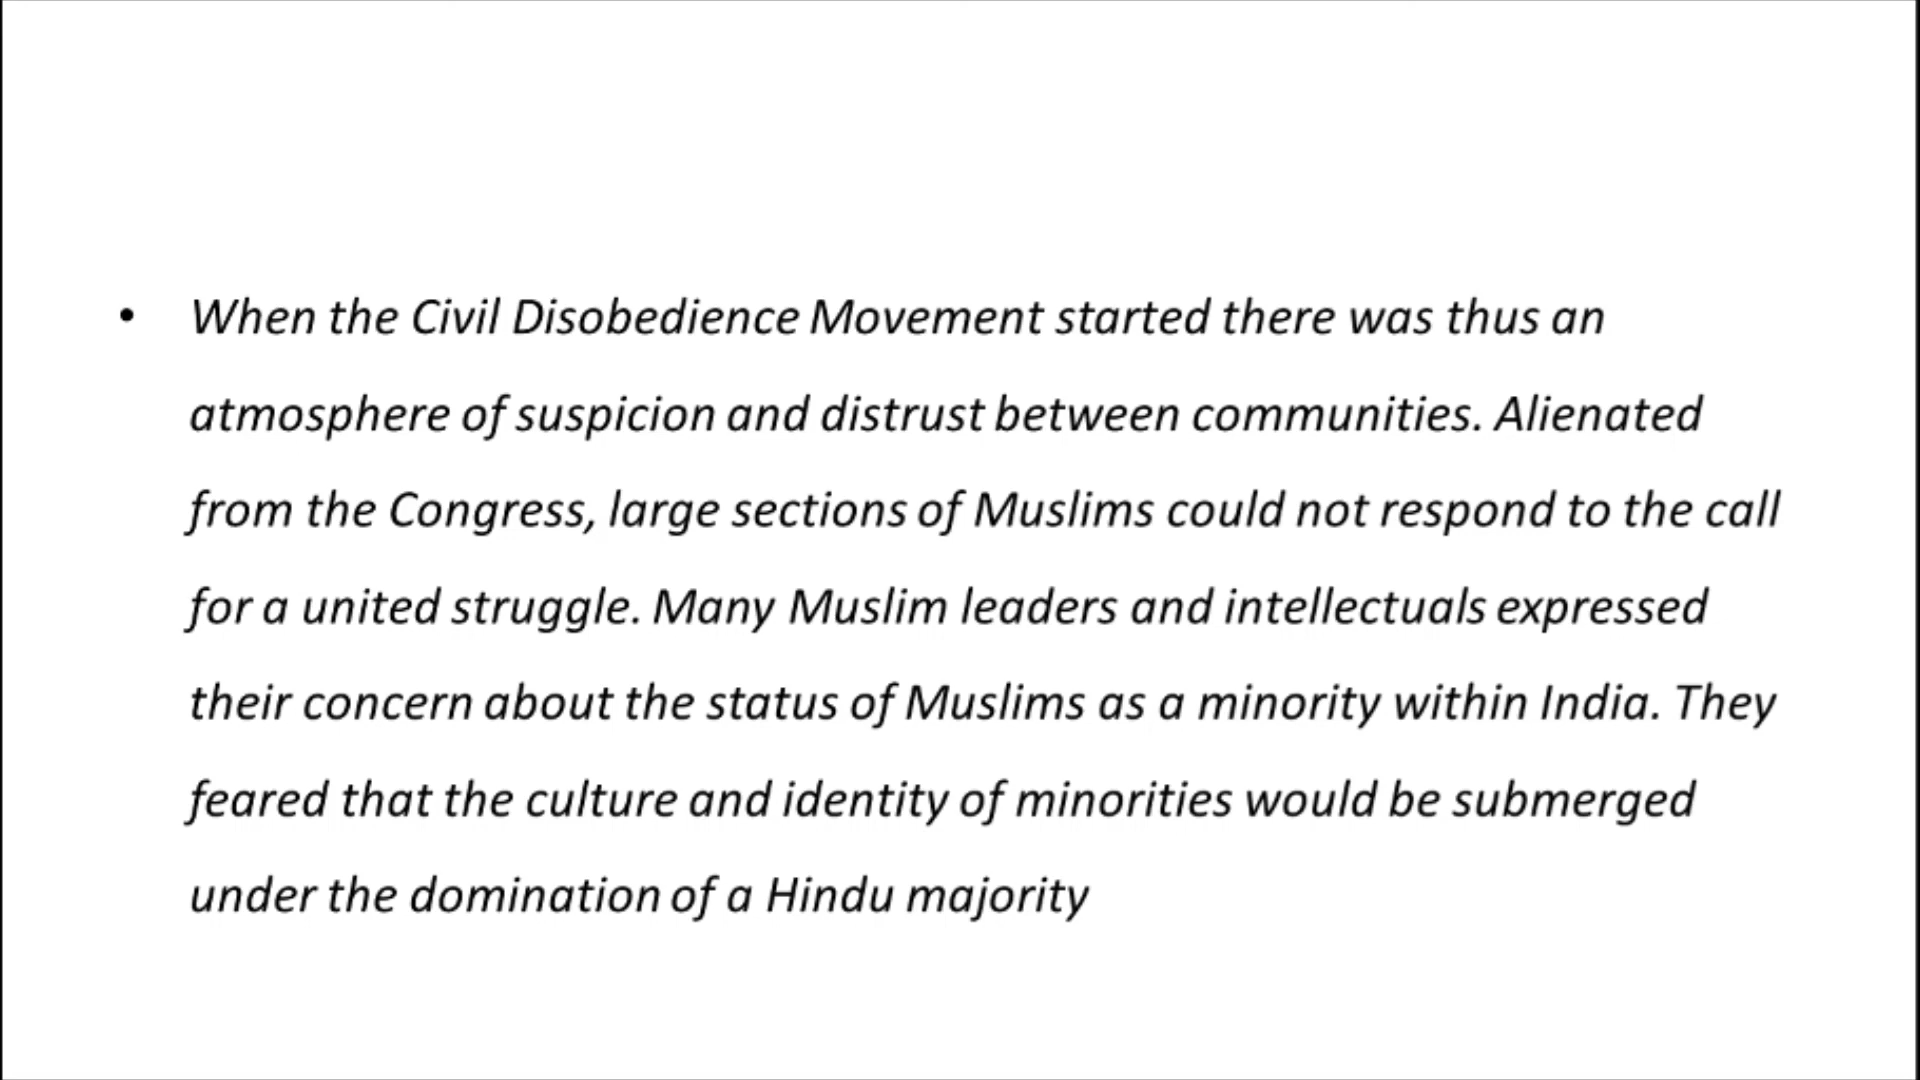 • When the Civil Disobedience Movement started there was thus an
atmosphere of suspicion and distrust between communities. Alienated
from the Congress, large sections of Muslims could not respond to the call
for a united struggle. Many Muslim leaders and intellectuals expressed
their concern about the status of Muslims as a minority within India. They
feared that the culture and identity of minorities would be submerged
under the domination of a Hindu majority